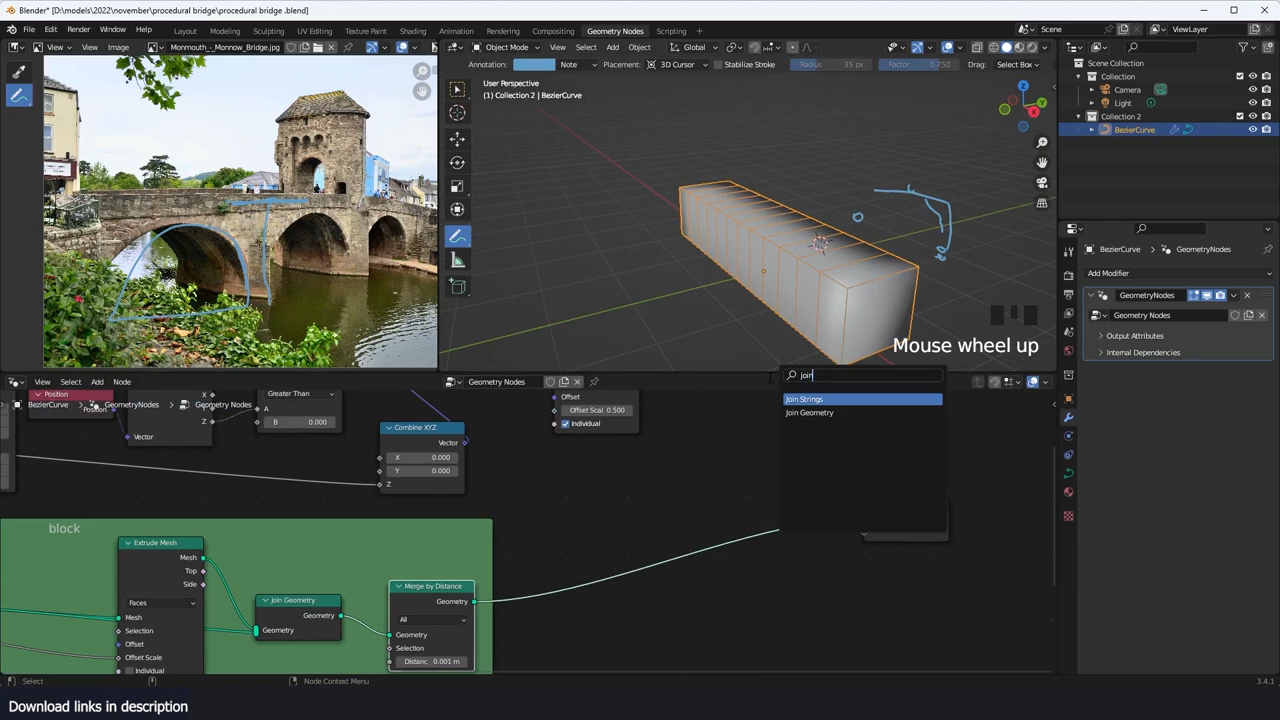 Blender* [D:\models\2022\november\procedural bridge\procedural bridge .blend]
File Edit Render Window Help Layout Modeling Sculpting UV Editing Texture Paint Shading Animation Rendering Compositing Geometry Nodes Scripting Scene ViewLayer
View View Image Monmouth_-_Monnow_Bridge.jpg Object Mode View Select Add Object Global
Annotation: Note Placement: 3D Cursor Stabilize Stroke Radius 35 px Factor 0.750 Drag: Select Box
Scene Collection
Collection
Camera
Light
Collection 2
BezierCurve
User Perspective
(1) Collection 2 | BezierCurve
X
Y
Z
Mouse wheel up
BezierCurve GeometryNodes
Add Modifier
GeometryNodes
Geometry Nodes
Output Attributes
Internal Dependencies
Select Add Node Geometry Nodes
View
join
Join Strings
Join Geometry
Position
Position
BezierCurve GeometryNodes Geometry Nodes
X
Z
Vector
Greater Than
A
B 0.000
Combine XYZ
Vector
X 0.000
Y 0.000
Z
Offset
Offset Scal 0.500
Individual
block
Extrude Mesh
Mesh
Top
Side
Faces
Mesh
Selection
Offset
Offset Scale
Individual
Join Geometry
Geometry
Geometry
Merge by Distance
Geometry
All
Geometry
Selection
Distanc 0.001 m
Select Node Context Menu 3.4.1
Download links in description